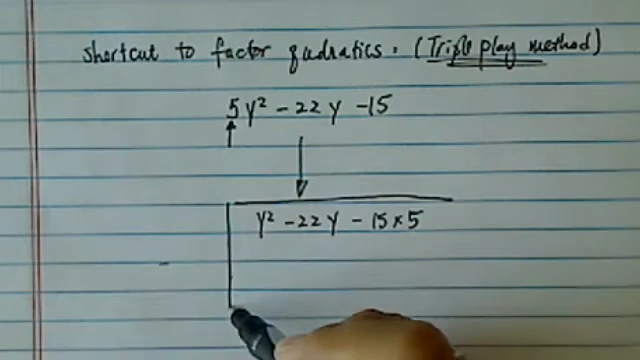 shortcut to factor quadratics. (Triple play method)
5y² - 22y - 15
y² - 22y - 15 × 5